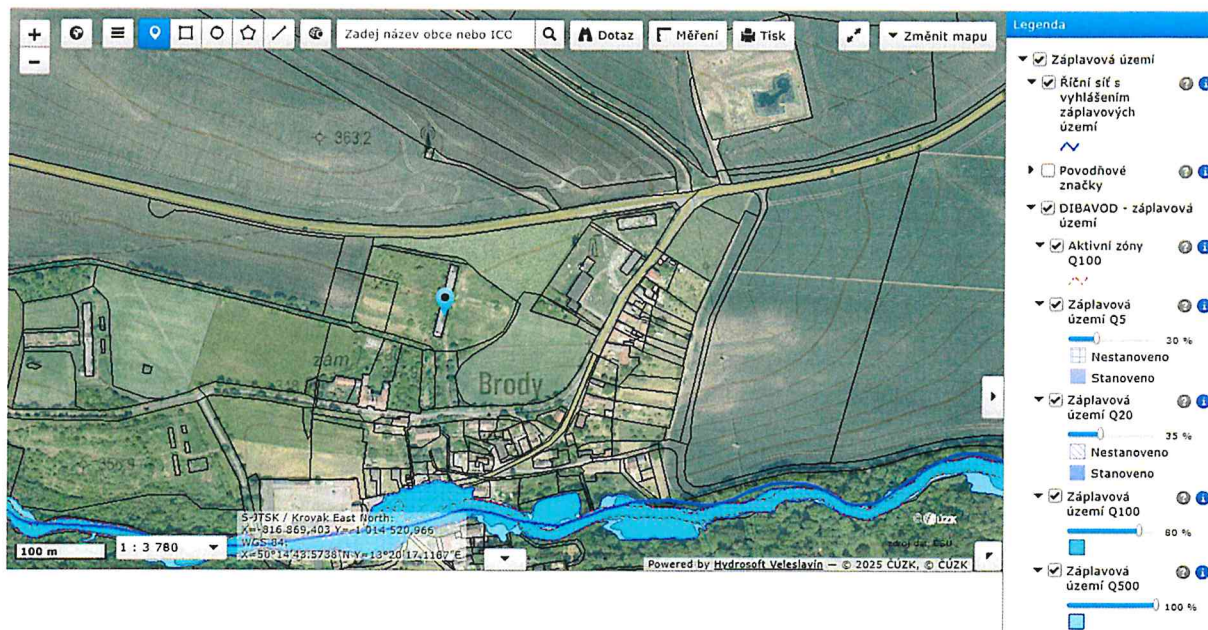 +
−
Zadej název obce nebo ICC
Dotaz
Měření
Tisk
Změnit mapu
363,2
zám
Brody
S-JTSK / Krovak East North:
X=-816 869,403 Y=-1 014 520,966
WGS 84:
X=50°14'43.5738"N Y=13°20'17.1167"E
100 m
1 : 3 780
© ČÚZK
Powered by Hydrosoft Veleslavín — © 2025 ČÚZK, © ČÚZK
Legenda
Záplavová území
Říční síť s
vyhlášením
záplavových
území
Povodňové
značky
DIBAVOD - záplavová
území
Aktivní zóny
Q100
Záplavová
území Q5
30 %
Nestanoveno
Stanoveno
Záplavová
území Q20
35 %
Nestanoveno
Stanoveno
Záplavová
území Q100
80 %
Záplavová
území Q500
100 %